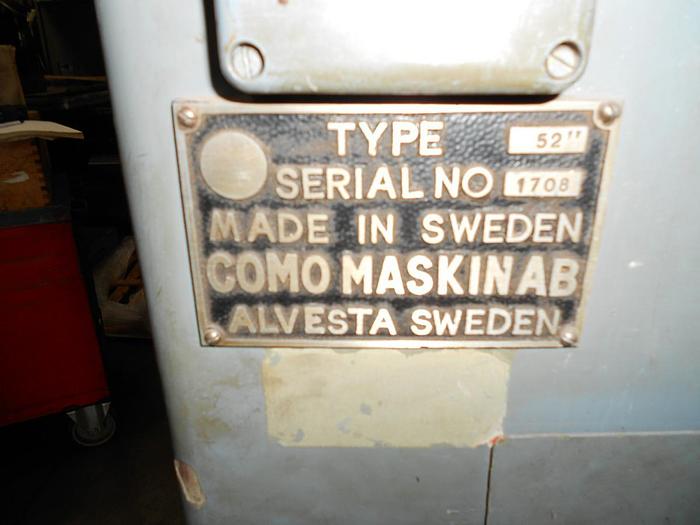 TYPE 52"
SERIAL NO 1708
MADE IN SWEDEN
COMO MASKIN AB
ALVESTA SWEDEN